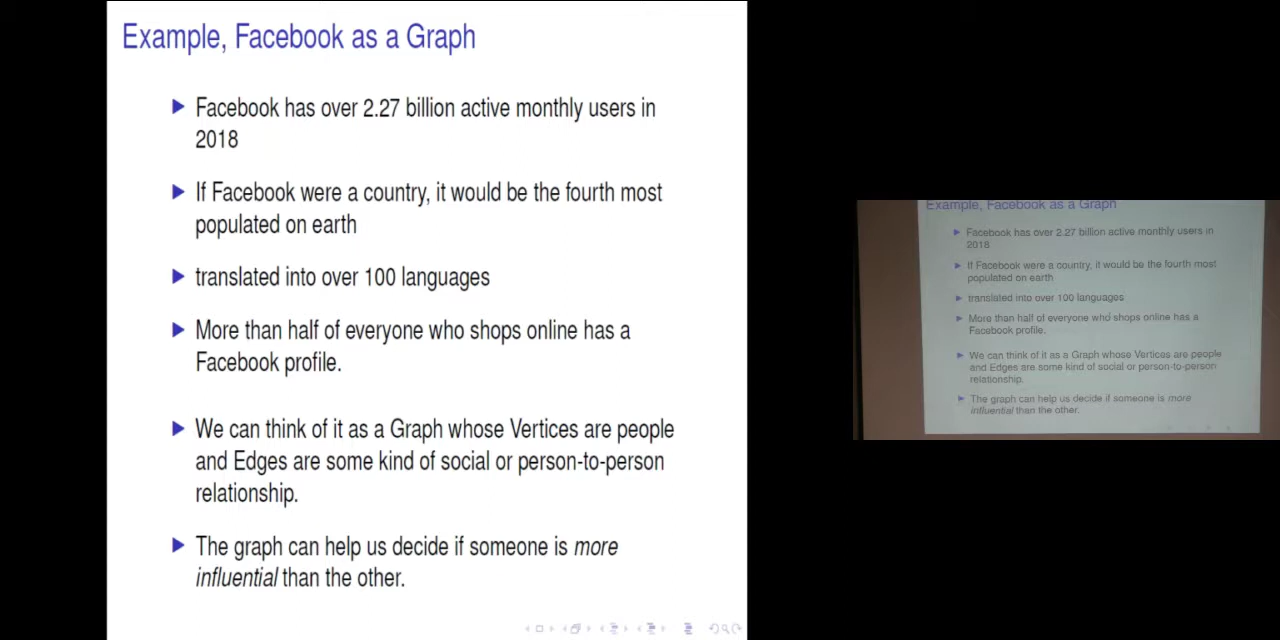 Example, Facebook as a Graph
Facebook has over 2.27 billion active monthly users in
2018
If Facebook were a country, it would be the fourth most
populated on earth
translated into over 100 languages
More than half of everyone who shops online has a
Facebook profile.
We can think of it as a Graph whose Vertices are people
and Edges are some kind of social or person-to-person
relationship.
The graph can help us decide if someone is more
influential than the other.
Example, Facebook as a Graph
Facebook has over 2.27 billion active monthly users in
2018
If Facebook were a country, it would be the fourth most
populated on earth
translated into over 100 languages
More than half of everyone who shops online has a
Facebook profile.
We can think of it as a Graph whose Vertices are people
and Edges are some kind of social or person-to-person
relationship.
The graph can help us decide if someone is more
influential than the other.